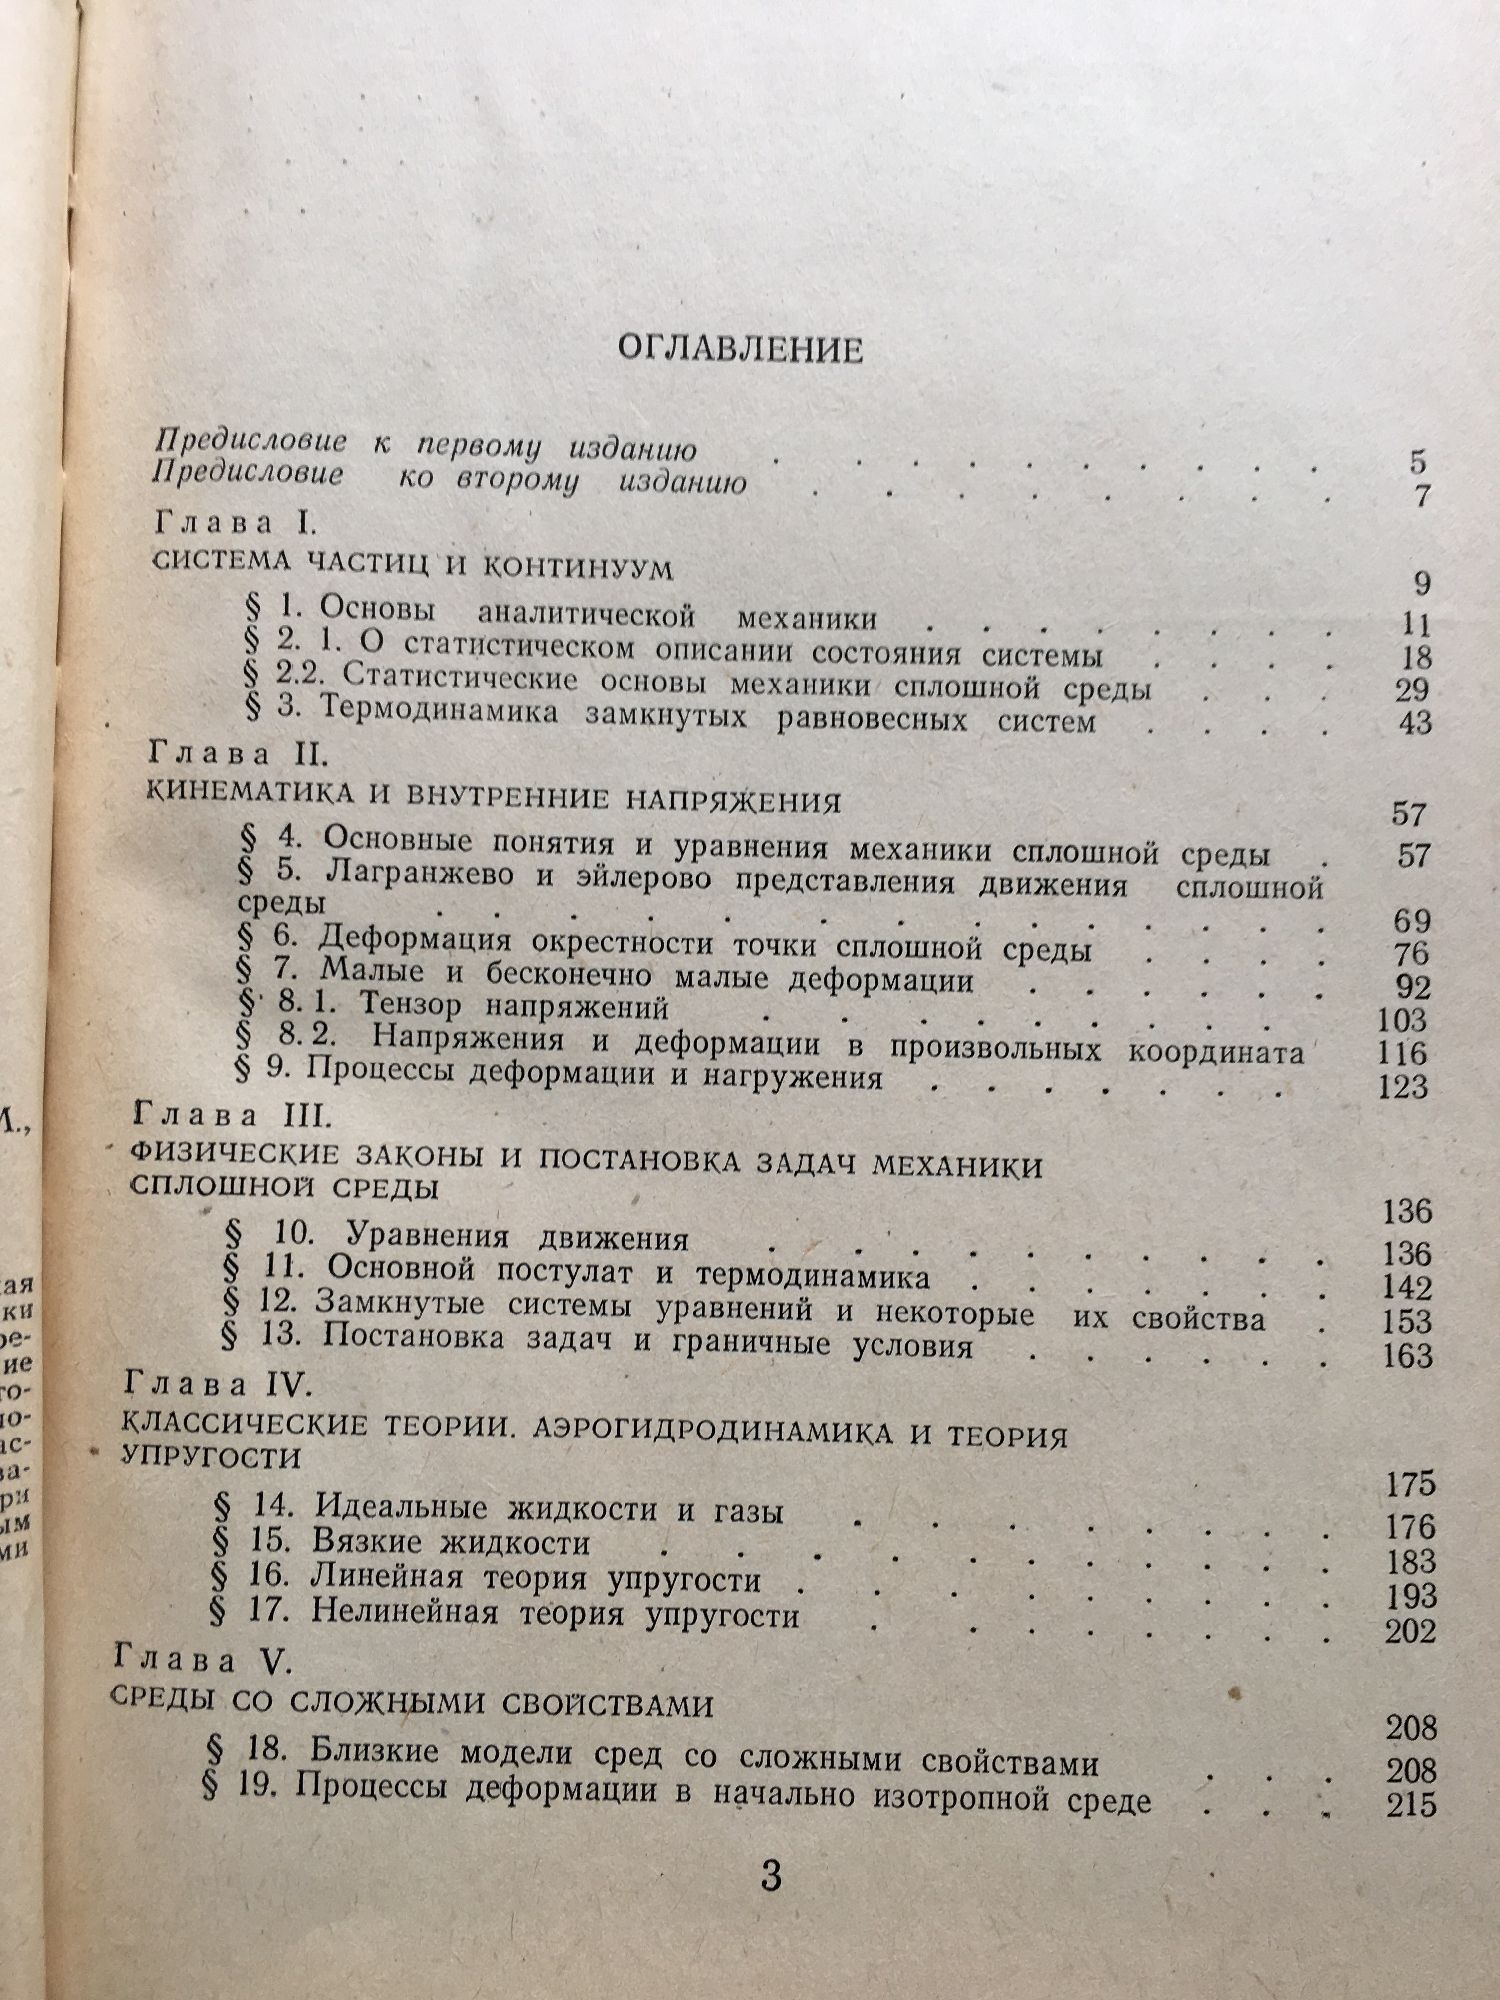 ОГЛАВЛЕНИЕ
Предисловие к первому изданию . . . . . . . . . . 5
Предисловие ко второму изданию . . . . . . . . 7
Глава I.
СИСТЕМА ЧАСТИЦ И КОНТИНУУМ 9
§ 1. Основы аналитической механики . . . . . . . . 11
§ 2. 1. О статистическом описании состояния системы . . . . 18
§ 2.2. Статистические основы механики сплошной среды . . . 29
§ 3. Термодинамика замкнутых равновесных систем . . . . 43
Глава II.
КИНЕМАТИКА И ВНУТРЕННИЕ НАПРЯЖЕНИЯ 57
§ 4. Основные понятия и уравнения механики сплошной среды . 57
§ 5. Лагранжево и эйлерово представления движения сплошной
среды . . . . . . . . . . . . . 69
§ 6. Деформация окрестности точки сплошной среды . . . . 76
§ 7. Малые и бесконечно малые деформации . . . . . . 92
§ 8. 1. Тензор напряжений . . . . . . . . . 103
§ 8. 2. Напряжения и деформации в произвольных координата 116
§ 9. Процессы деформации и нагружения . . . . . . . 123
Глава III.
ФИЗИЧЕСКИЕ ЗАКОНЫ И ПОСТАНОВКА ЗАДАЧ МЕХАНИКИ
СПЛОШНОЙ СРЕДЫ 136
§ 10. Уравнения движения . . . . . . . . . . 136
§ 11. Основной постулат и термодинамика . . . . . . . 142
§ 12. Замкнутые системы уравнений и некоторые их свойства . 153
§ 13. Постановка задач и граничные условия . . . . . . 163
Глава IV.
КЛАССИЧЕСКИЕ ТЕОРИИ. АЭРОГИДРОДИНАМИКА И ТЕОРИЯ
УПРУГОСТИ 175
§ 14. Идеальные жидкости и газы . . . . . . . . 176
§ 15. Вязкие жидкости . . . . . . . . . . . 183
§ 16. Линейная теория упругости . . . . . . . . . 193
§ 17. Нелинейная теория упругости . . . . . . . . 202
Глава V.
СРЕДЫ СО СЛОЖНЫМИ СВОЙСТВАМИ 208
§ 18. Близкие модели сред со сложными свойствами . . . 208
§ 19. Процессы деформации в начально изотропной среде . . . 215
3